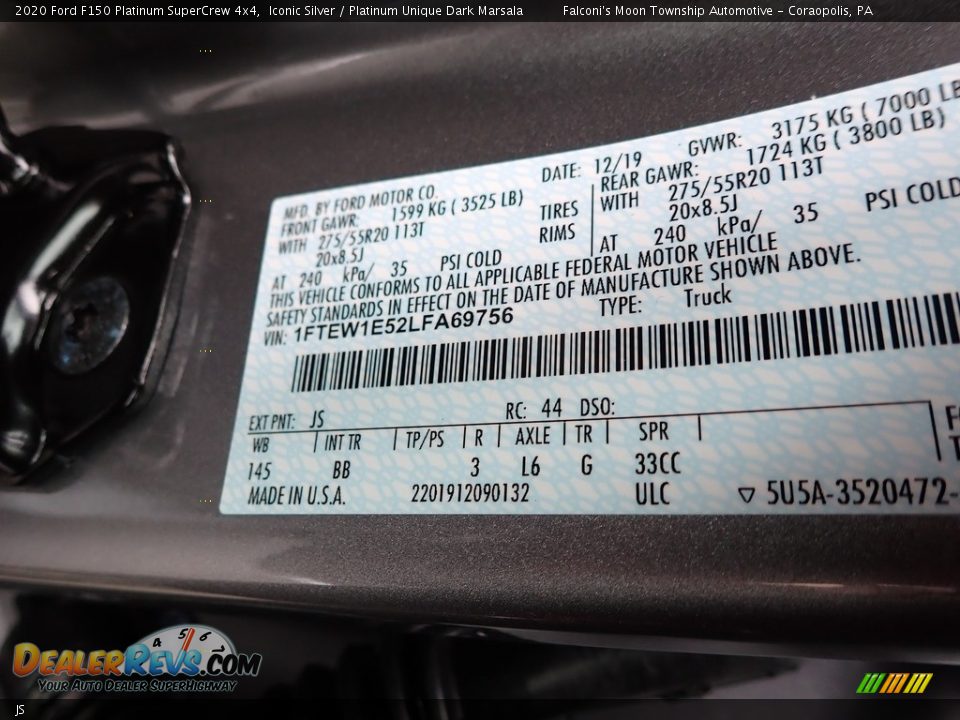 2020 Ford F150 Platinum SuperCrew 4x4, Iconic Silver / Platinum Unique Dark Marsala Falconi's Moon Township Automotive - Coraopolis, PA
MFD. BY FORD MOTOR CO. DATE: 12/19 GVWR: 3175 KG ( 7000 LB
FRONT GAWR: 1599 KG ( 3525 LB) REAR GAWR: 1724 KG ( 3800 LB)
WITH 275/55R20 113T TIRES WITH 275/55R20 113T
20x8.5J RIMS 20x8.5J
AT 240 kPa/ 35 PSI COLD AT 240 kPa/ 35 PSI COLD
THIS VEHICLE CONFORMS TO ALL APPLICABLE FEDERAL MOTOR VEHICLE
SAFETY STANDARDS IN EFFECT ON THE DATE OF MANUFACTURE SHOWN ABOVE.
VIN: 1FTEW1E52LFA69756 TYPE: Truck
EXT PNT: JS RC: 44 DSO:
WB INT TR TP/PS R AXLE TR SPR
145 BB 3 L6 G 33CC
MADE IN U.S.A. 2201912090132 ULC 5U5A-3520472-
4 5 6
DEALERREVS.COM
YOUR AUTO DEALER SUPERHIGHWAY
JS